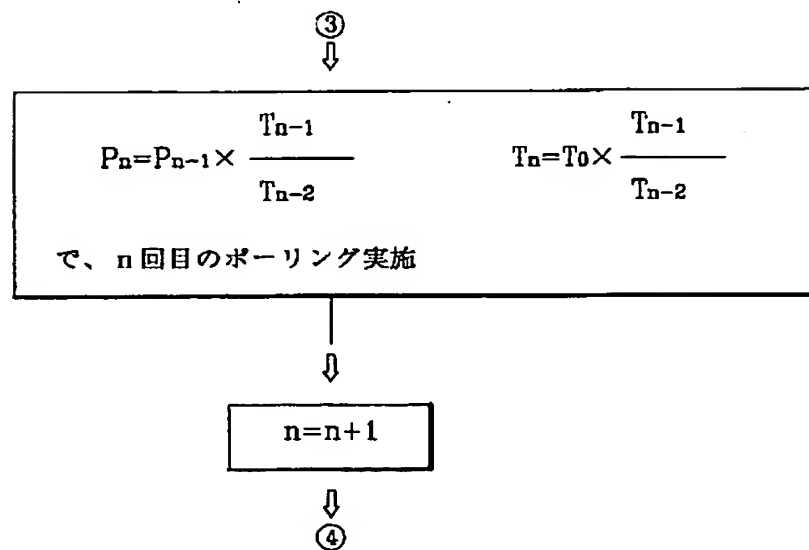 ③
⇩
Tn-1 Tn-1
Pn=Pn-1× Tn=T0×
Tn-2 Tn-2
で、n回目のポーリング実施
⇩
n=n+1
⇩
④